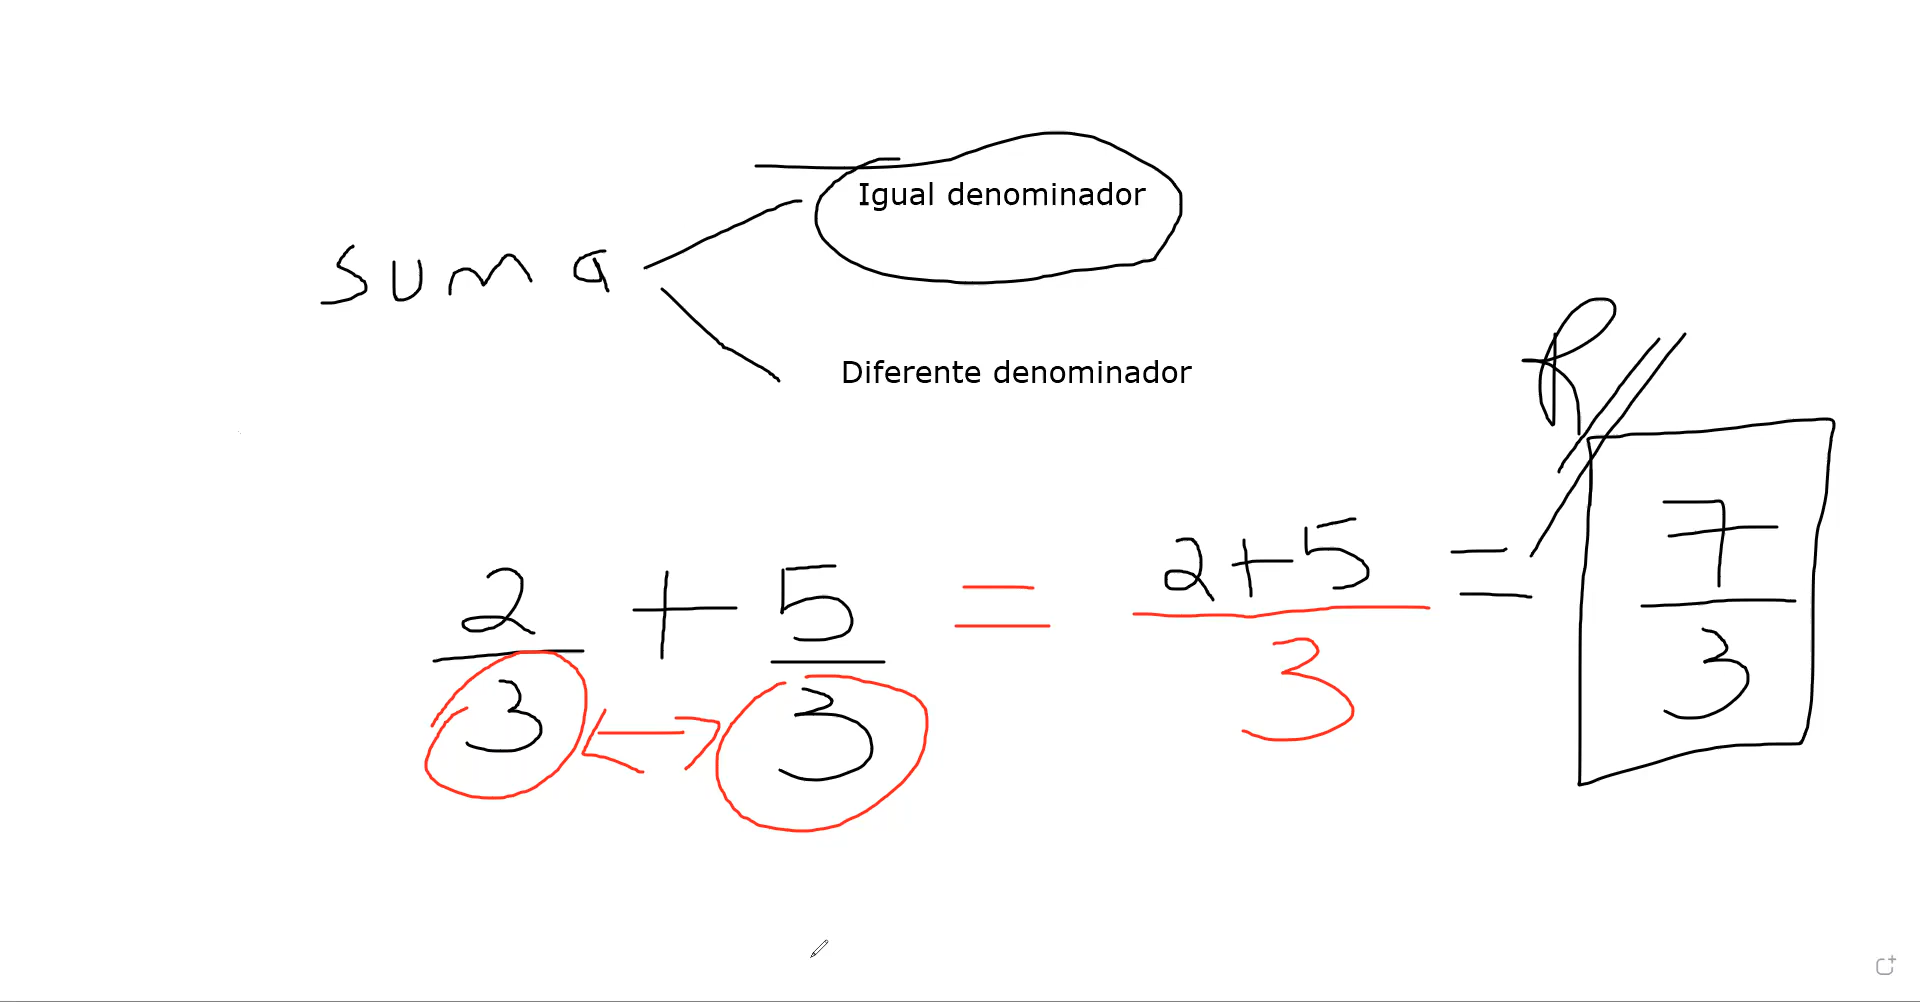 Igual denominador
suma
Diferente denominador
R//
2/3 + 5/3 = 2+5/3 = 7/3